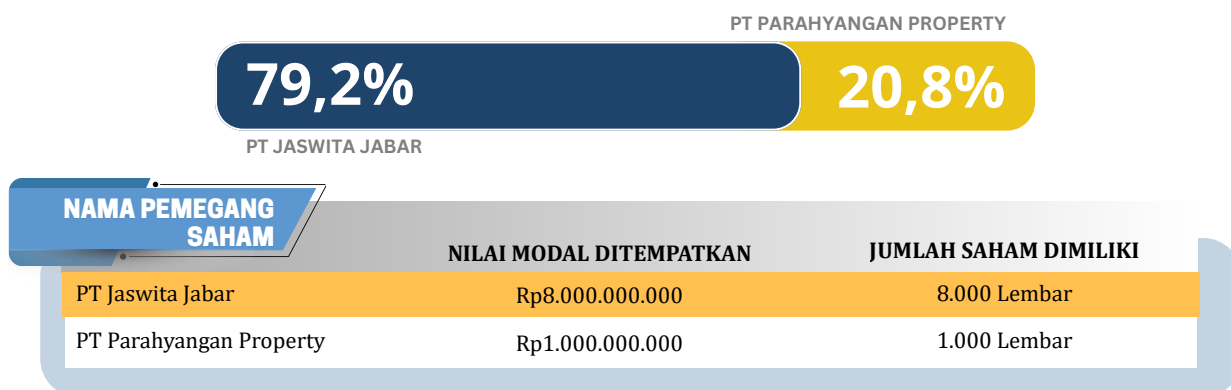 PT PARAHYANGAN PROPERTY
79,2%
20,8%
PT JASWITA JABAR
NAMA PEMEGANG
SAHAM
NILAI MODAL DITEMPATKAN
JUMLAH SAHAM DIMILIKI
PT Jaswita Jabar
Rp8.000.000.000
8.000 Lembar
PT Parahyangan Property
Rp1.000.000.000
1.000 Lembar